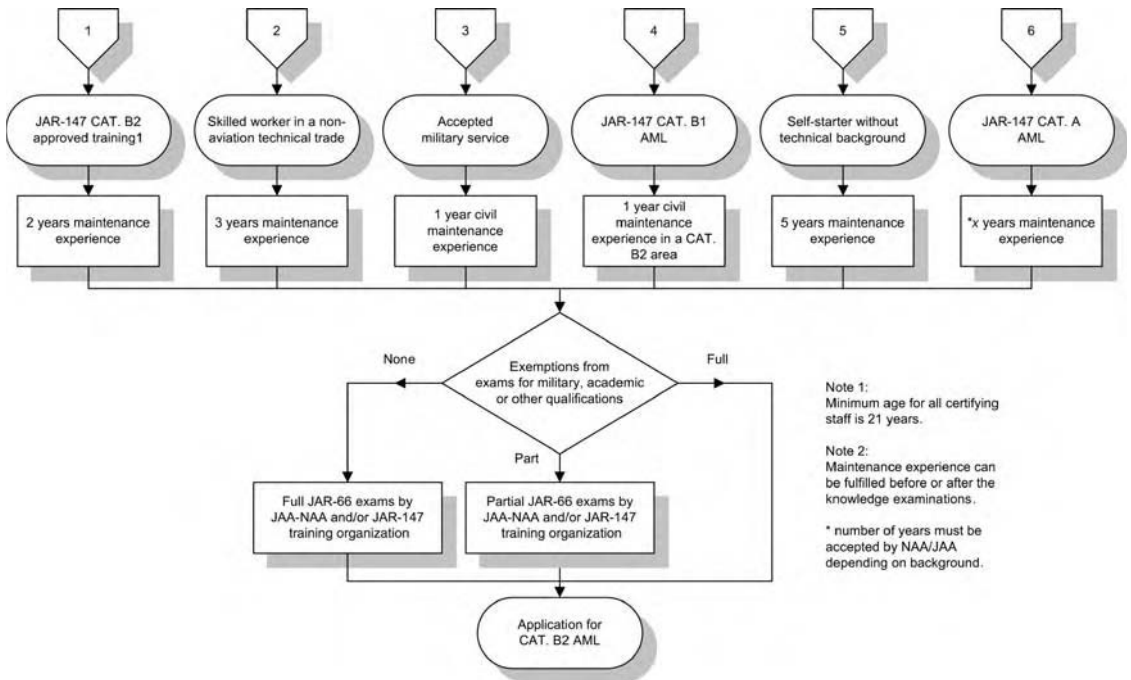 1
2
3
4
5
6
JAR-147 CAT. B2
approved training1
Skilled worker in a non-
aviation technical trade
Accepted
military service
JAR-147 CAT. B1
AML
Self-starter without
technical background
JAR-147 CAT. A
AML
2 years maintenance
experience
3 years maintenance
experience
1 year civil
maintenance
experience
1 year civil
maintenance
experience in a CAT.
B2 area
5 years maintenance
experience
*x years maintenance
experience
None
Exemptions from
exams for military, academic
or other qualifications
Full
Part
Full JAR-66 exams by
JAA-NAA and/or JAR-147
training organization
Partial JAR-66 exams by
JAA-NAA and/or JAR-147
training organization
Application for
CAT. B2 AML
Note 1:
Minimum age for all certifying
staff is 21 years.
Note 2:
Maintenance experience can
be fulfilled before or after the
knowledge examinations.
* number of years must be
accepted by NAA/JAA
depending on background.